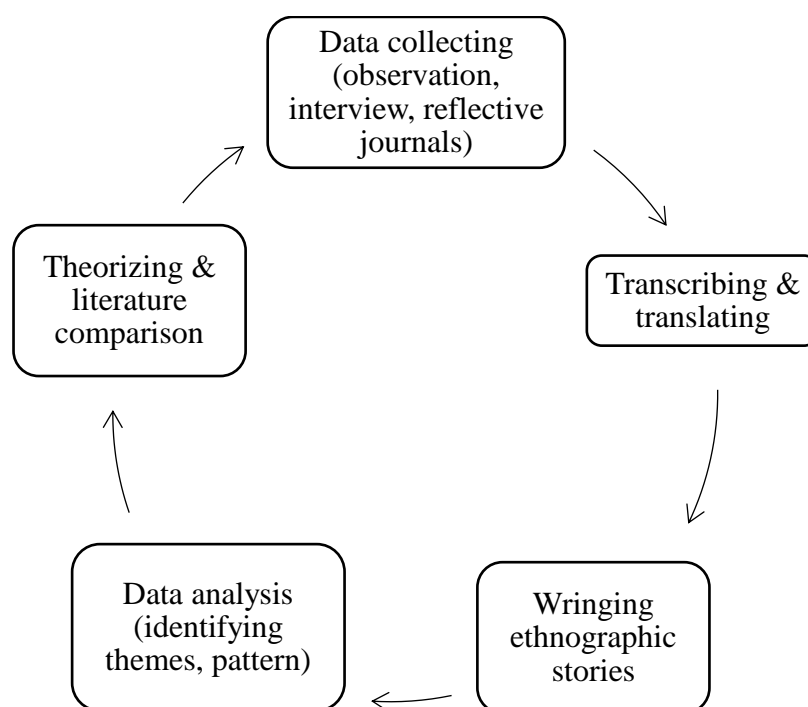 Data collecting
(observation,
interview, reflective
journals)
Transcribing &
translating
Wringing
ethnographic
stories
Data analysis
(identifying
themes, pattern)
Theorizing &
literature
comparison